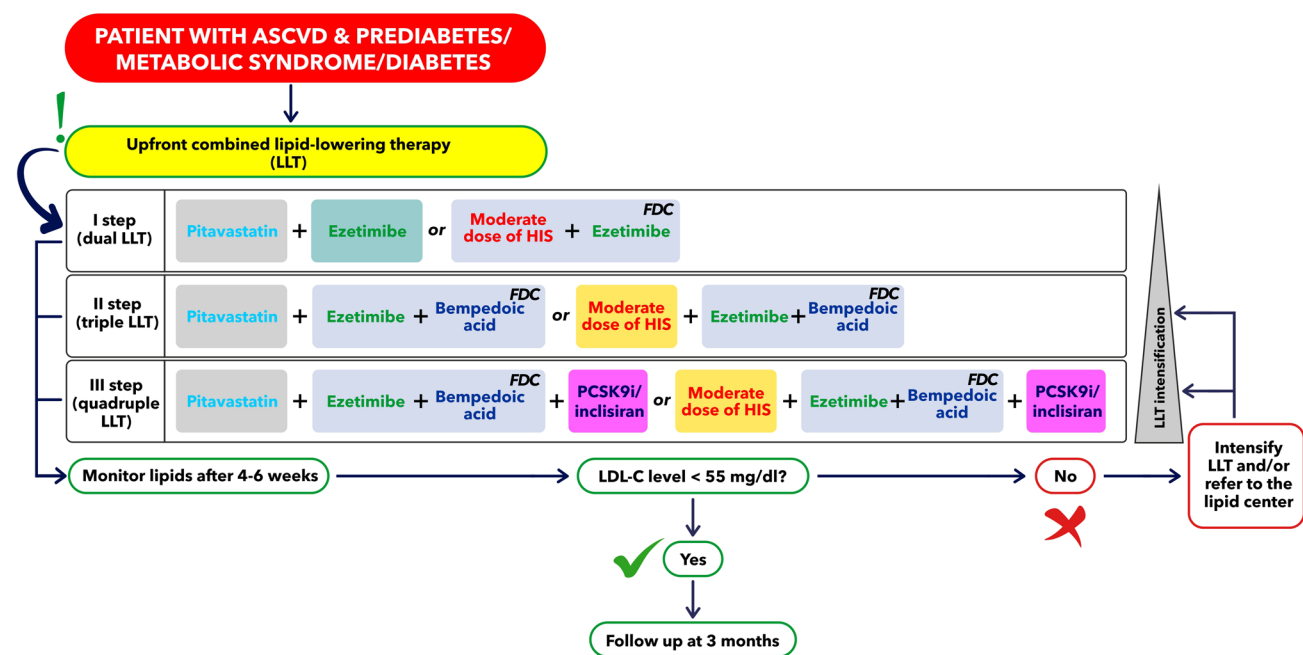 PATIENT WITH ASCVD & PREDIABETES/
METABOLIC SYNDROME/DIABETES
!
Upfront combined lipid-lowering therapy
(LLT)
I step
(dual LLT)
Pitavastatin + Ezetimibe or Moderate
dose of HIS + Ezetimibe FDC
II step
(triple LLT)
Pitavastatin + Ezetimibe + Bempedoic
acid FDC or Moderate
dose of HIS + Ezetimibe + Bempedoic
acid FDC
III step
(quadruple
LLT)
Pitavastatin + Ezetimibe + Bempedoic
acid FDC + PCSK9i/
inclisiran or Moderate
dose of HIS + Ezetimibe + Bempedoic
acid FDC + PCSK9i/
inclisiran
LLT intensification
Monitor lipids after 4-6 weeks
LDL-C level < 55 mg/dl?
No
Intensify
LLT and/or
refer to the
lipid center
Yes
Follow up at 3 months